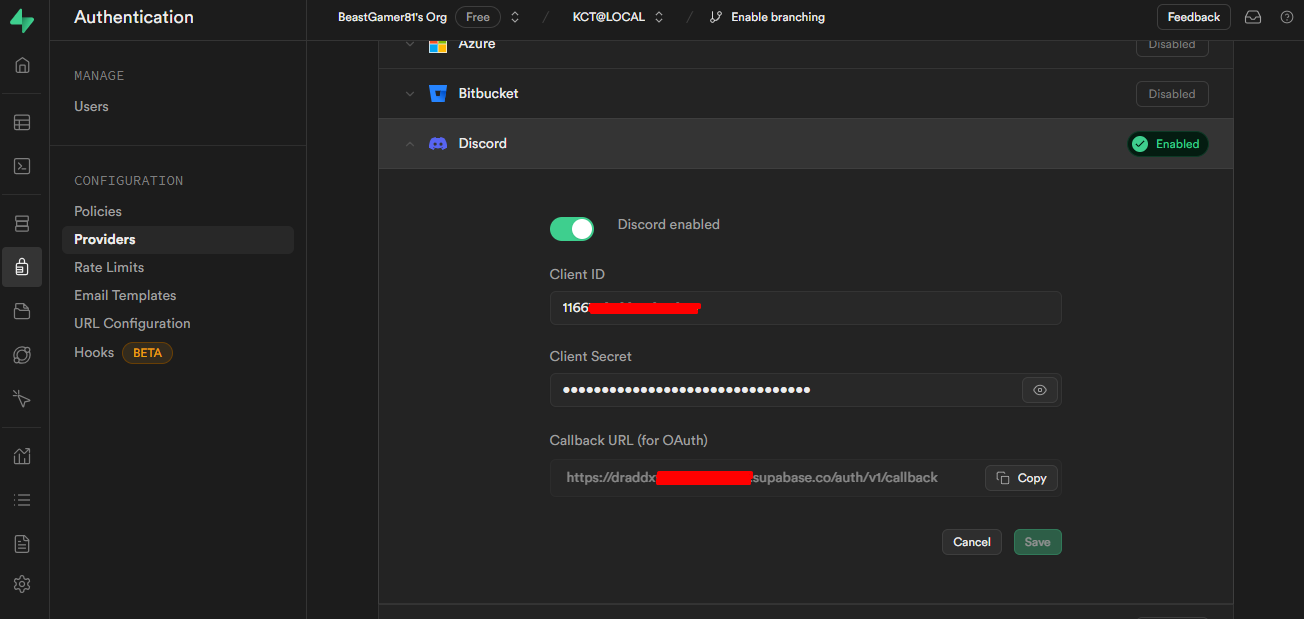 Authentication
BeastGamer81's Org Free / KCT@LOCAL / Enable branching Feedback
MANAGE
Users
CONFIGURATION
Policies
Providers
Rate Limits
Email Templates
URL Configuration
Hooks BETA
Azure Disabled
Bitbucket Disabled
Discord Enabled
Discord enabled
Client ID
1166
Client Secret
••••••••••••••••••••••••••••••••
Callback URL (for OAuth)
https://draddx .supabase.co/auth/v1/callback Copy
Cancel Save